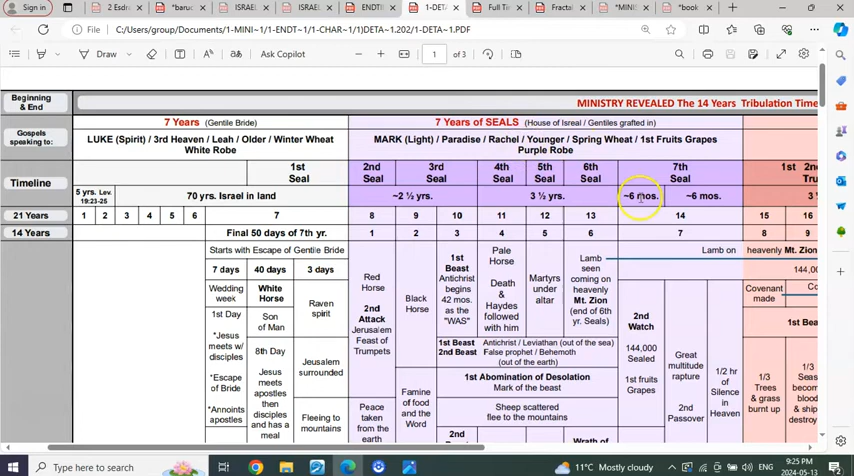 Sign in
2 Esdre
*baruc
ISRAEL
ISRAEL
ENDTIN
1-DETA
Full Tim
Fractal
*MINIS
*book
File
C:/Users/group/Documents/1-MINI~1/1-ENDT~1/1-CHAR~1/1)DETA~1.202/1-DETA~1.PDF
Draw
Ask Copilot
1 of 3
Beginning & End
MINISTRY REVEALED The 14 Years Tribulation Time
Gospels speaking to:
7 Years (Gentile Bride)
LUKE (Spirit) / 3rd Heaven / Leah / Older / Winter Wheat
White Robe
7 Years of SEALS (House of Isreal / Gentiles grafted in)
MARK (Light) / Paradise / Rachel / Younger / Spring Wheat / 1st Fruits Grapes
Purple Robe
Timeline
1st Seal
2nd Seal
3rd Seal
4th Seal
5th Seal
6th Seal
7th Seal
1st
5 yrs. Lev. 19:23-25
70 yrs. Israel in land
~2 ½ yrs.
3 ½ yrs.
~6 mos.
~6 mos.
21 Years
1 2 3 4 5 6 7 8 9 10 11 12 13 14 15 16
14 Years
Final 50 days of 7th yr.
1 2 3 4 5 6 7 8 9
Starts with Escape of Gentile Bride
7 days
40 days
3 days
Wedding week
1st Day
*Jesus meets w/ disciples
*Escape of Bride
*Annoints apostles
White Horse
Son of Man
8th Day
Jesus meets apostles then disciples and has a meal
Raven spirit
Jeusalem surrounded
Fleeing to mountains
Red Horse
2nd Attack
Jerusalem Feast of Trumpets
Peace taken from the earth
Black Horse
Famine of food and the Word
1st Beast
Antichrist begins 42 mos. as the "WAS"
Pale Horse
Death & Haydes followed with him
Martyrs under altar
Lamb seen coming on heavenly Mt. Zion (end of 6th yr. Seals)
1st Beast Antichrist / Leviathan (out of the sea)
2nd Beast False prophet / Behemoth
(out of the earth)
1st Abomination of Desolation
Mark of the beast
Sheep scattered
flee to the mountains
2nd Band
Wrath of
Lamb on heavenly Mt. Zion
2nd Watch
144,000 Sealed
1st fruits Grapes
Great multitude rapture
2nd Passover
1/2 hr of Silence in Heaven
144,000
Covenant made
1st Bea
1/3 Trees & grass burnt up
1/3 Seas becom blood & ship destroy
Type here to search
11°C Mostly cloudy
ENG
9:25 PM
2024-05-13